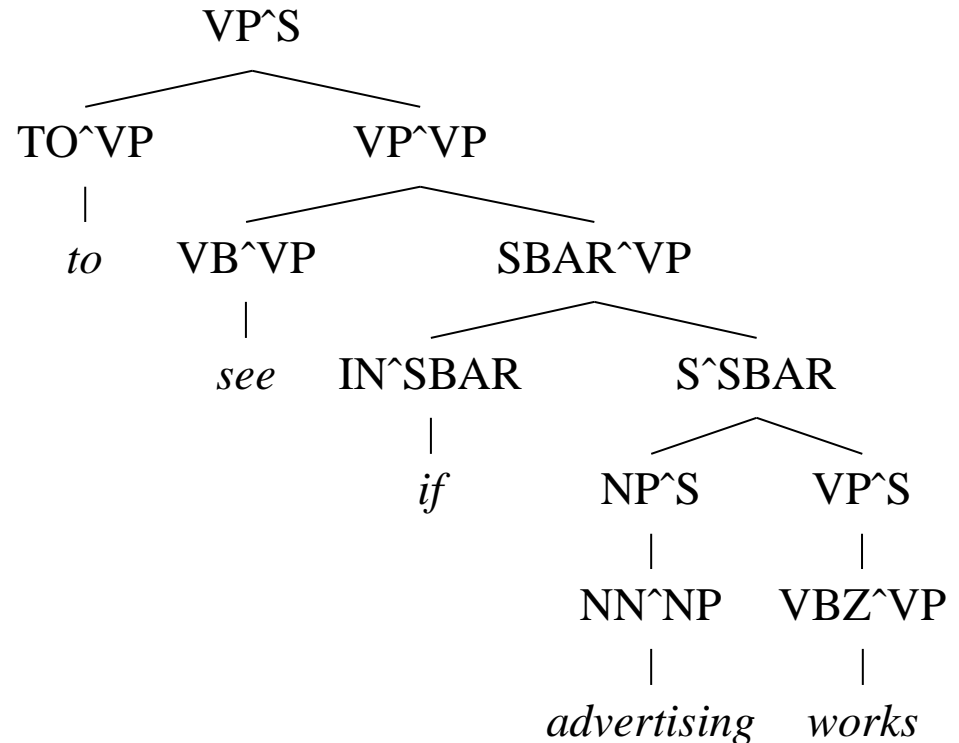 VP^S
TO^VP VP^VP
to VB^VP SBAR^VP
see IN^SBAR S^SBAR
if NP^S VP^S
NN^NP VBZ^VP
advertising works